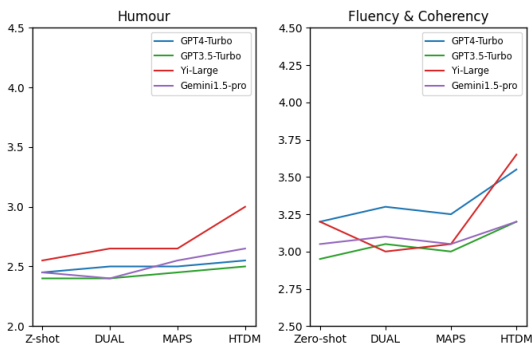 Humour
4.5
4.0
3.5
3.0
2.5
2.0
GPT4-Turbo
GPT3.5-Turbo
Yi-Large
Gemini1.5-pro
Z-shot DUAL MAPS HTDM
Fluency & Coherency
4.50
4.25
4.00
3.75
3.50
3.25
3.00
2.75
2.50
GPT4-Turbo
GPT3.5-Turbo
Yi-Large
Gemini1.5-pro
Zero-shot DUAL MAPS HTDM